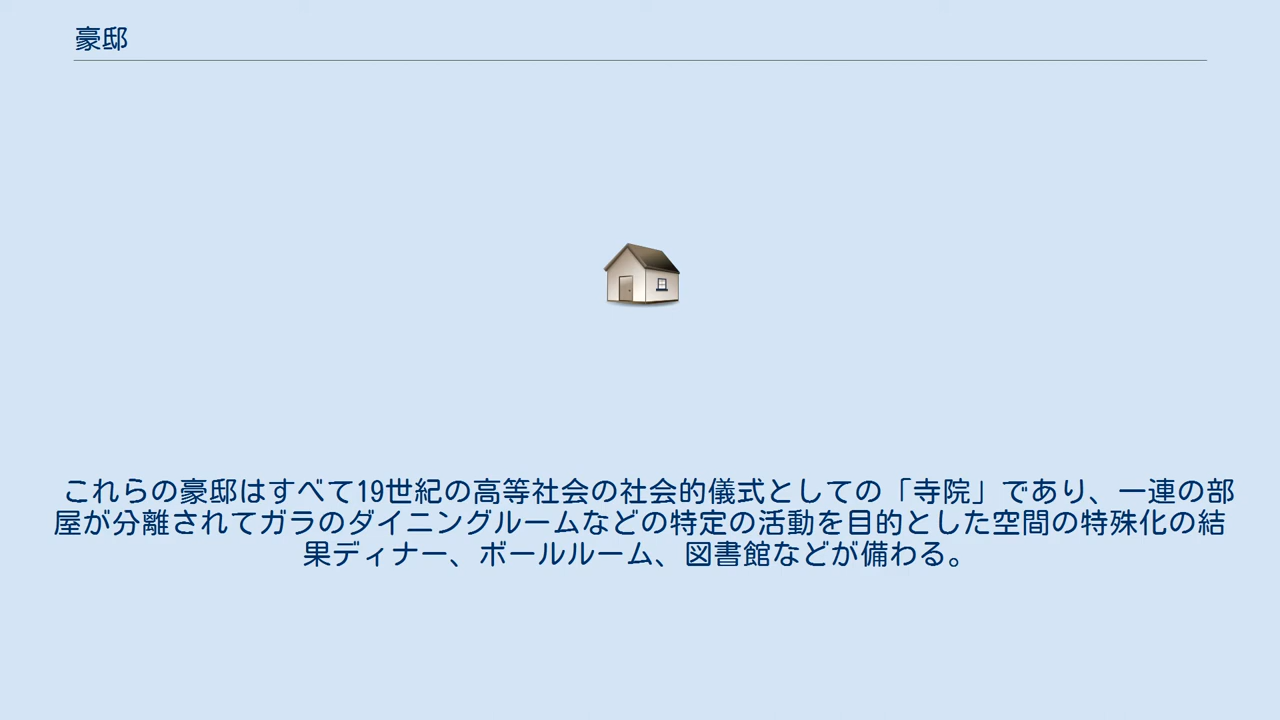 豪邸
これらの豪邸はすべて19世紀の高等社会の社会的儀式としての「寺院」であり、一連の部
屋が分離されてガラのダイニングルームなどの特定の活動を目的とした空間の特殊化の結
果ディナー、ボールルーム、図書館などが備わる。